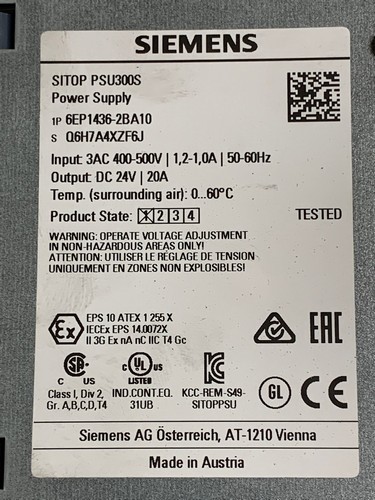 SIEMENS
SITOP PSU300S
Power Supply
1P 6EP1436-2BA10
S Q6H7A4XZF6J
Input: 3AC 400-500V | 1,2-1,0A | 50-60Hz
Output: DC 24V | 20A
Temp. (surrounding air): 0...60°C
Product State: X 2 3 4
TESTED
WARNING: OPERATE VOLTAGE ADJUSTMENT
IN NON-HAZARDOUS AREAS ONLY!
ATTENTION: UTILISER LE RÉGLAGE DE TENSION
UNIQUEMENT EN ZONES NON EXPLOSIBLES!
Ex
EPS 10 ATEX 1 255 X
IECEx EPS 14.0072X
II 3G Ex nA nC IIC T4 Gc
EAC
SA
C US
Class I, Div 2,
Gr. A,B,C,D,T4
c UL US
LISTED
IND.CONT.EQ.
31UB
KC
KCC-REM-S49-
SITOPPSU
GL
CE
Siemens AG Österreich, AT-1210 Vienna
Made in Austria